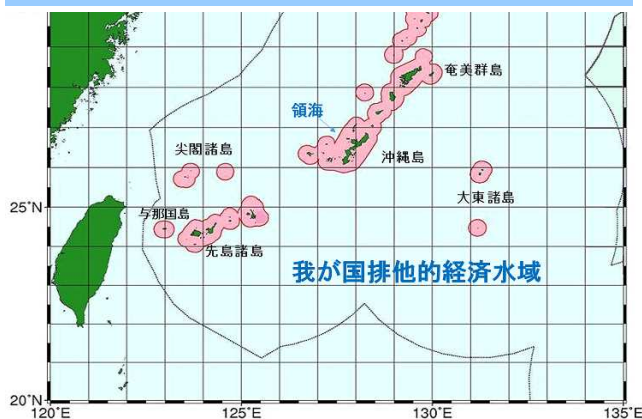 奄美群島
領海
尖閣諸島
沖縄島
大東諸島
25°N
与那国島
先島諸島
我が国排他的経済水域
20°N
120°E
125°E
130°E
135°E